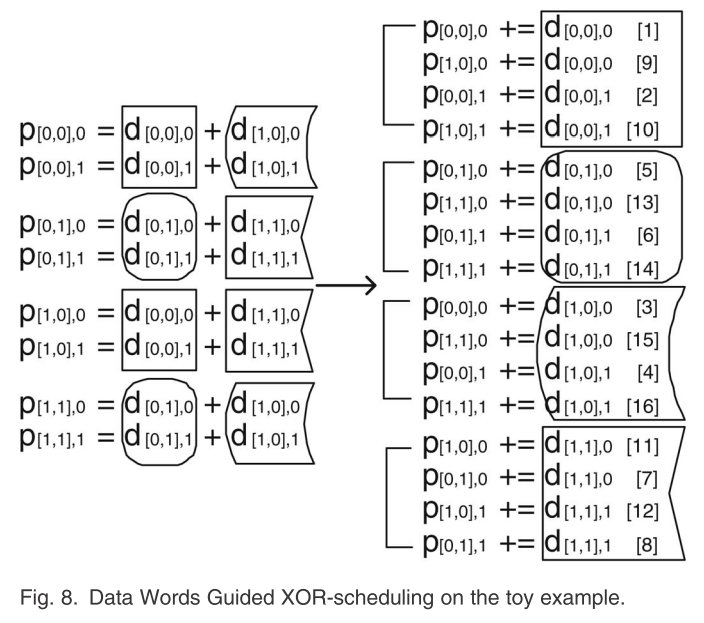 p[0,0],0 = d[0,0],0 + d[1,0],0
p[0,0],1 = d[0,0],1 + d[1,0],1
p[0,1],0 = d[0,1],0 + d[1,1],0
p[0,1],1 = d[0,1],1 + d[1,1],1
p[1,0],0 = d[0,0],0 + d[1,1],0
p[1,0],1 = d[0,0],1 + d[1,1],1
p[1,1],0 = d[0,1],0 + d[1,0],0
p[1,1],1 = d[0,1],1 + d[1,0],1
p[0,0],0 += d[0,0],0 [1]
p[1,0],0 += d[0,0],0 [9]
p[0,0],1 += d[0,0],1 [2]
p[1,0],1 += d[0,0],1 [10]
p[0,1],0 += d[0,1],0 [5]
p[1,1],0 += d[0,1],0 [13]
p[0,1],1 += d[0,1],1 [6]
p[1,1],1 += d[0,1],1 [14]
p[0,0],0 += d[1,0],0 [3]
p[1,1],0 += d[1,0],0 [15]
p[0,0],1 += d[1,0],1 [4]
p[1,1],1 += d[1,0],1 [16]
p[1,0],0 += d[1,1],0 [11]
p[0,1],0 += d[1,1],0 [7]
p[1,0],1 += d[1,1],1 [12]
p[0,1],1 += d[1,1],1 [8]
Fig. 8. Data Words Guided XOR-scheduling on the toy example.